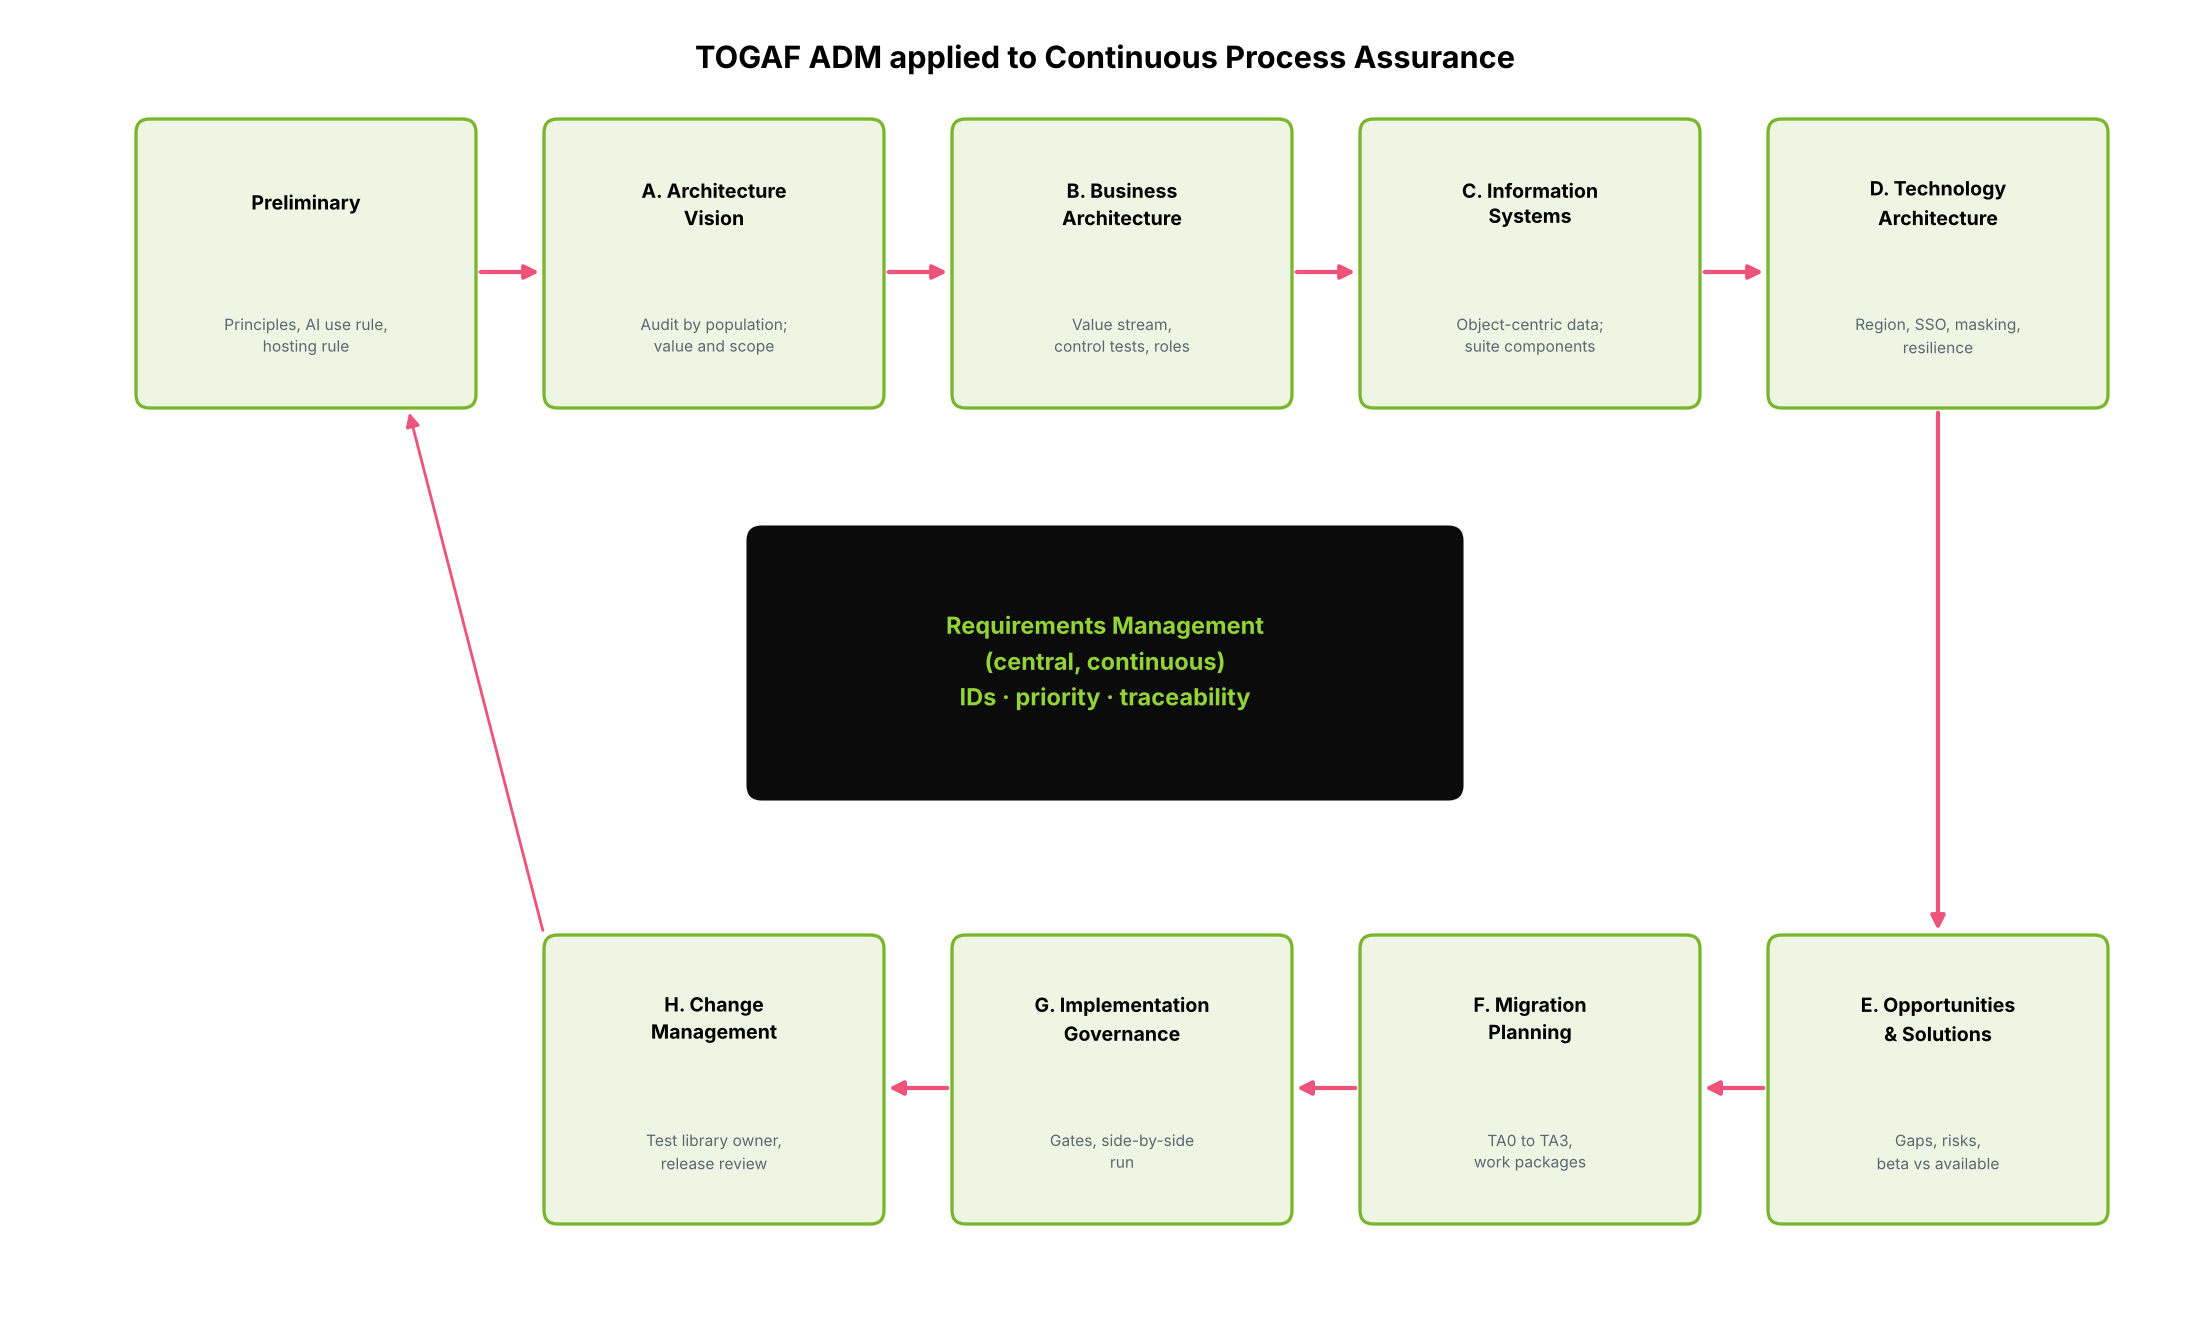 TOGAF ADM applied to Continuous Process Assurance
Preliminary
Principles, AI use rule,
hosting rule
A. Architecture
Vision
Audit by population;
value and scope
B. Business
Architecture
Value stream,
control tests, roles
C. Information
Systems
Object-centric data;
suite components
D. Technology
Architecture
Region, SSO, masking,
resilience
Requirements Management
(central, continuous)
IDs · priority · traceability
H. Change
Management
Test library owner,
release review
G. Implementation
Governance
Gates, side-by-side
run
F. Migration
Planning
TA0 to TA3,
work packages
E. Opportunities
& Solutions
Gaps, risks,
beta vs available